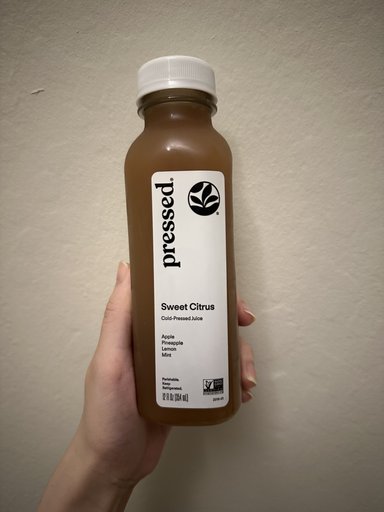 pressed.®
®
Sweet Citrus
Cold-Pressed Juice
Apple
Pineapple
Lemon
Mint
Perishable.
Keep
Refrigerated.
12 Fl Oz (354 mL)